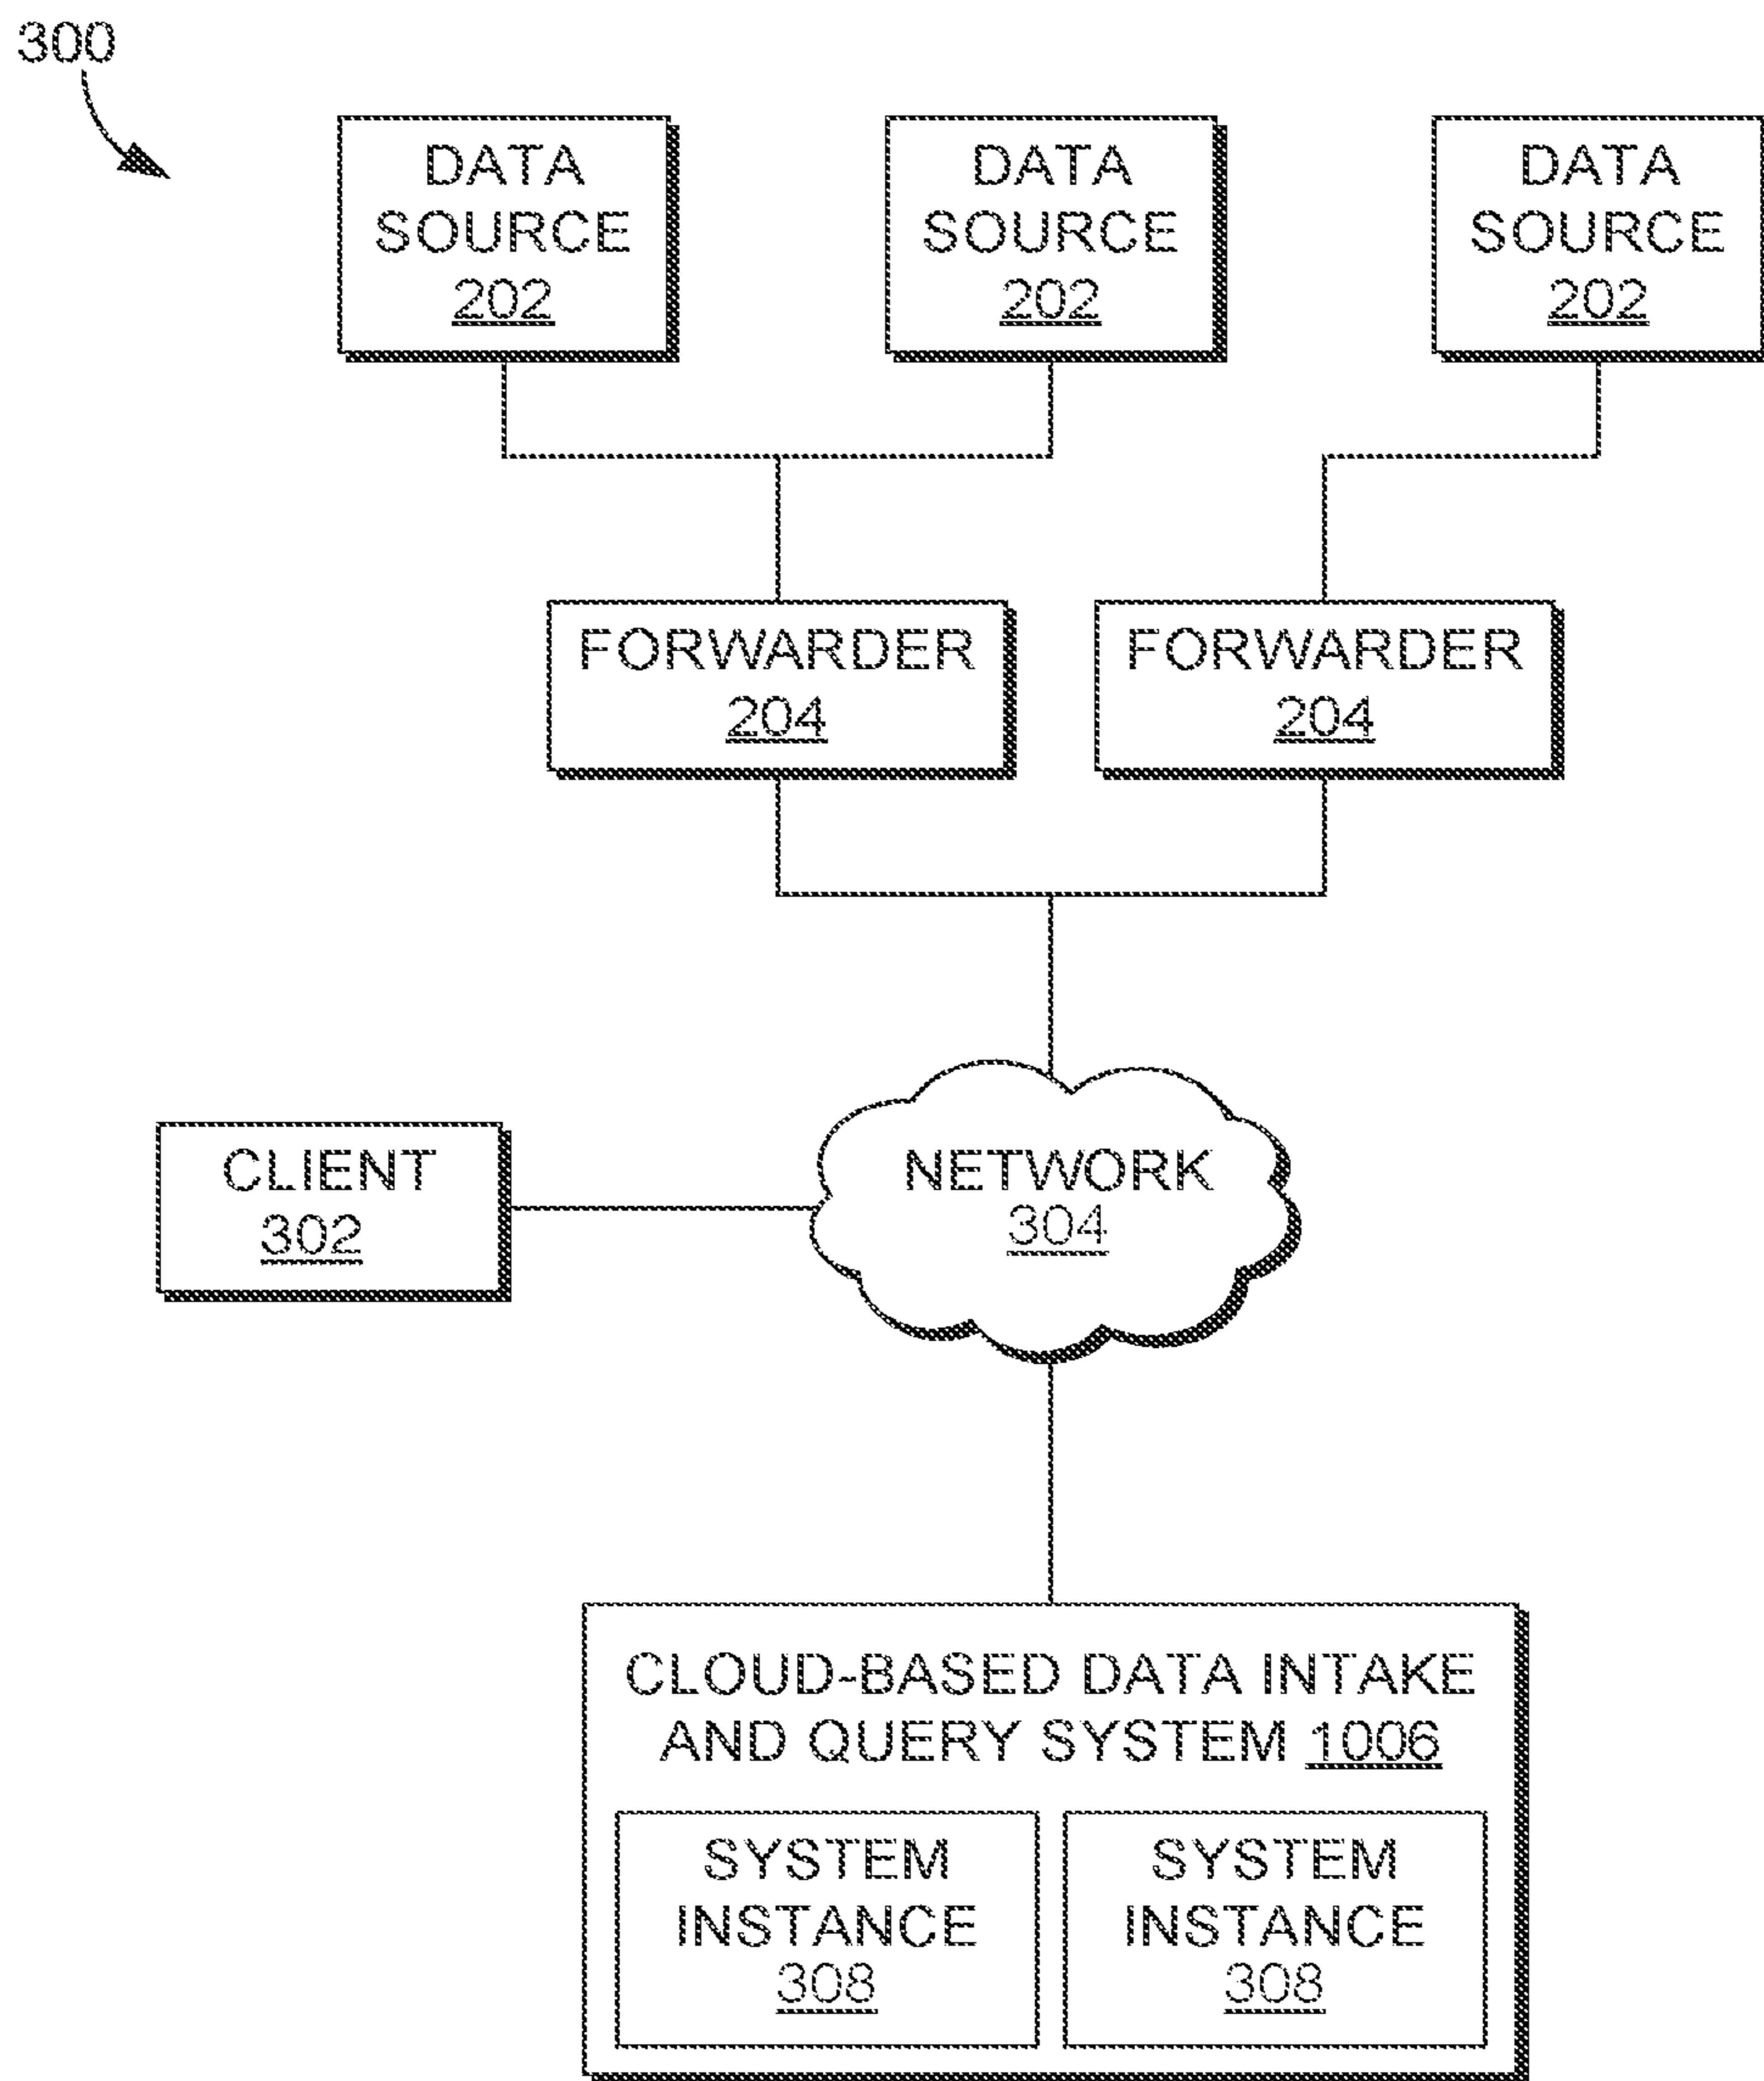 300
DATA
SOURCE
202
DATA
SOURCE
202
DATA
SOURCE
202
FORWARDER
204
FORWARDER
204
CLIENT
302
NETWORK
304
CLOUD-BASED DATA INTAKE
AND QUERY SYSTEM 1006
SYSTEM
INSTANCE
308
SYSTEM
INSTANCE
308